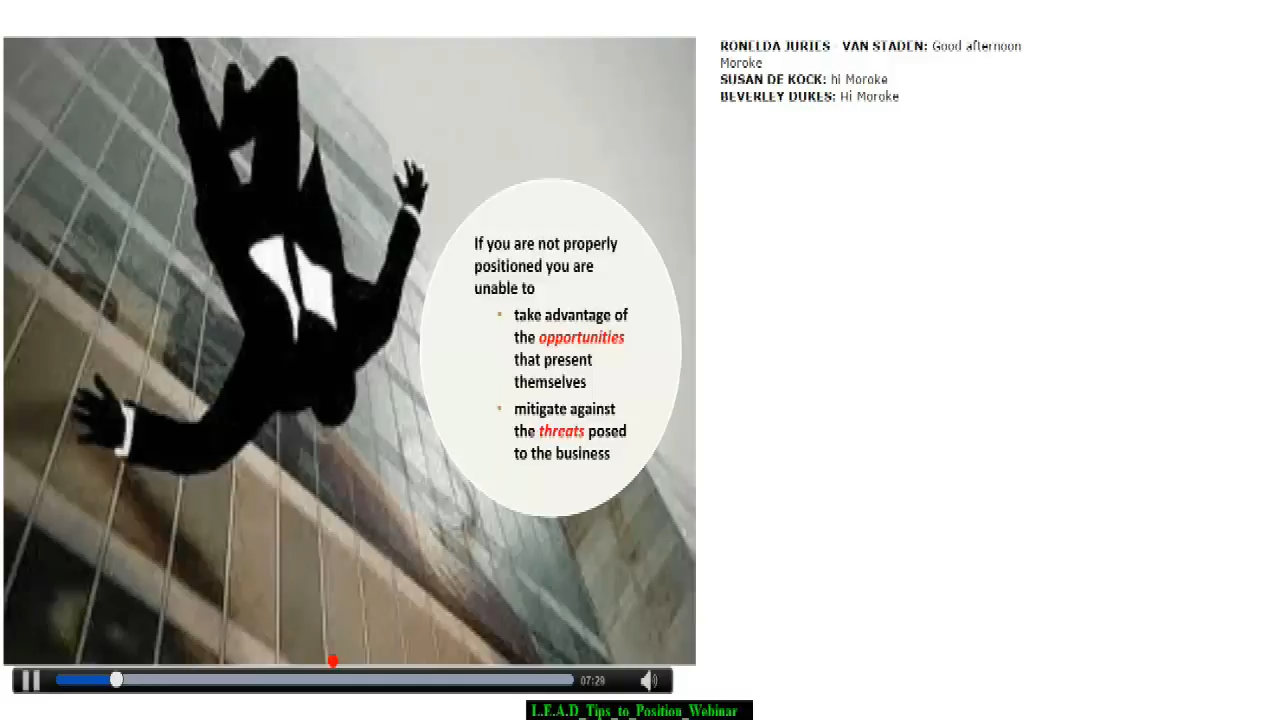 If you are not properly
positioned you are
unable to
take advantage of
the opportunities
that present
themselves
mitigate against
the threats posed
to the business
RONELDA JURIES - VAN STADEN: Good afternoon
Moroke
SUSAN DE KOCK: hi Moroke
BEVERLEY DUKES: Hi Moroke
07:29
L.E.A.D_Tips_to_Position_Webinar